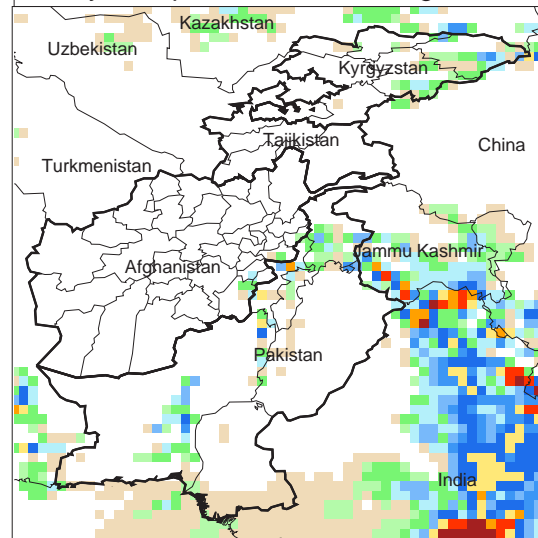 Kazakhstan
Uzbekistan
Kyrgyzstan
Tajikistan
China
Turkmenistan
Jammu Kashmir
Afghanistan
Pakistan
India